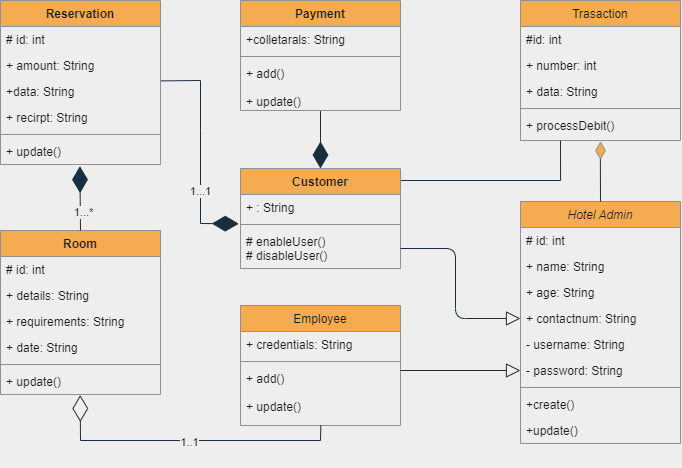 Reservation
# id: int
+ amount: String
+data: String
+ recirpt: String
+ update()
Payment
+colletarals: String
+ add()
+ update()
Trasaction
#id: int
+ number: int
+ data: String
+ processDebit()
1...1
Customer
+ : String
# enableUser()
# disableUser()
1...*
Room
# id: int
+ details: String
+ requirements: String
+ date: String
+ update()
Hotel Admin
# id: int
+ name: String
+ age: String
+ contactnum: String
- username: String
- password: String
+create()
+update()
Employee
+ credentials: String
+ add()
+ update()
1..1